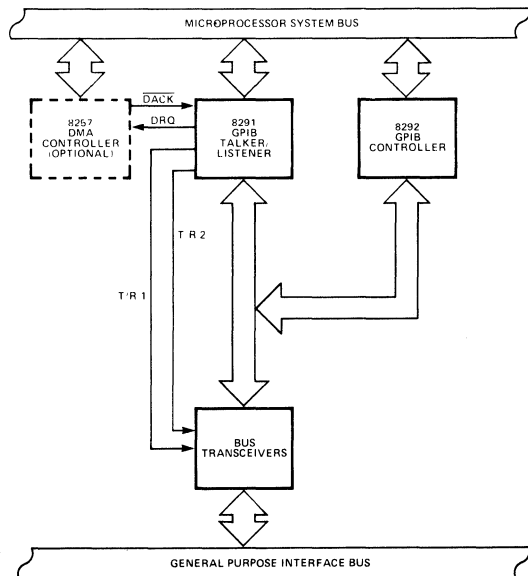 MICROPROCESSOR SYSTEM BUS
8257
DMA
CONTROLLER
(OPTIONAL)
DACK
DRQ
8291
GPIB
TALKER/
LISTENER
8292
GPIB
CONTROLLER
T/R 2
T/R 1
BUS
TRANSCEIVERS
GENERAL PURPOSE INTERFACE BUS